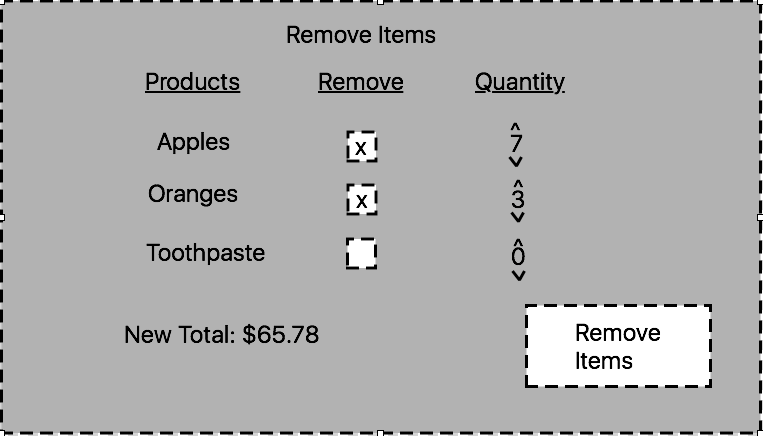 Remove Items
Products Remove Quantity
Apples x 7
Oranges x 3
Toothpaste 0
New Total: $65.78
Remove
Items